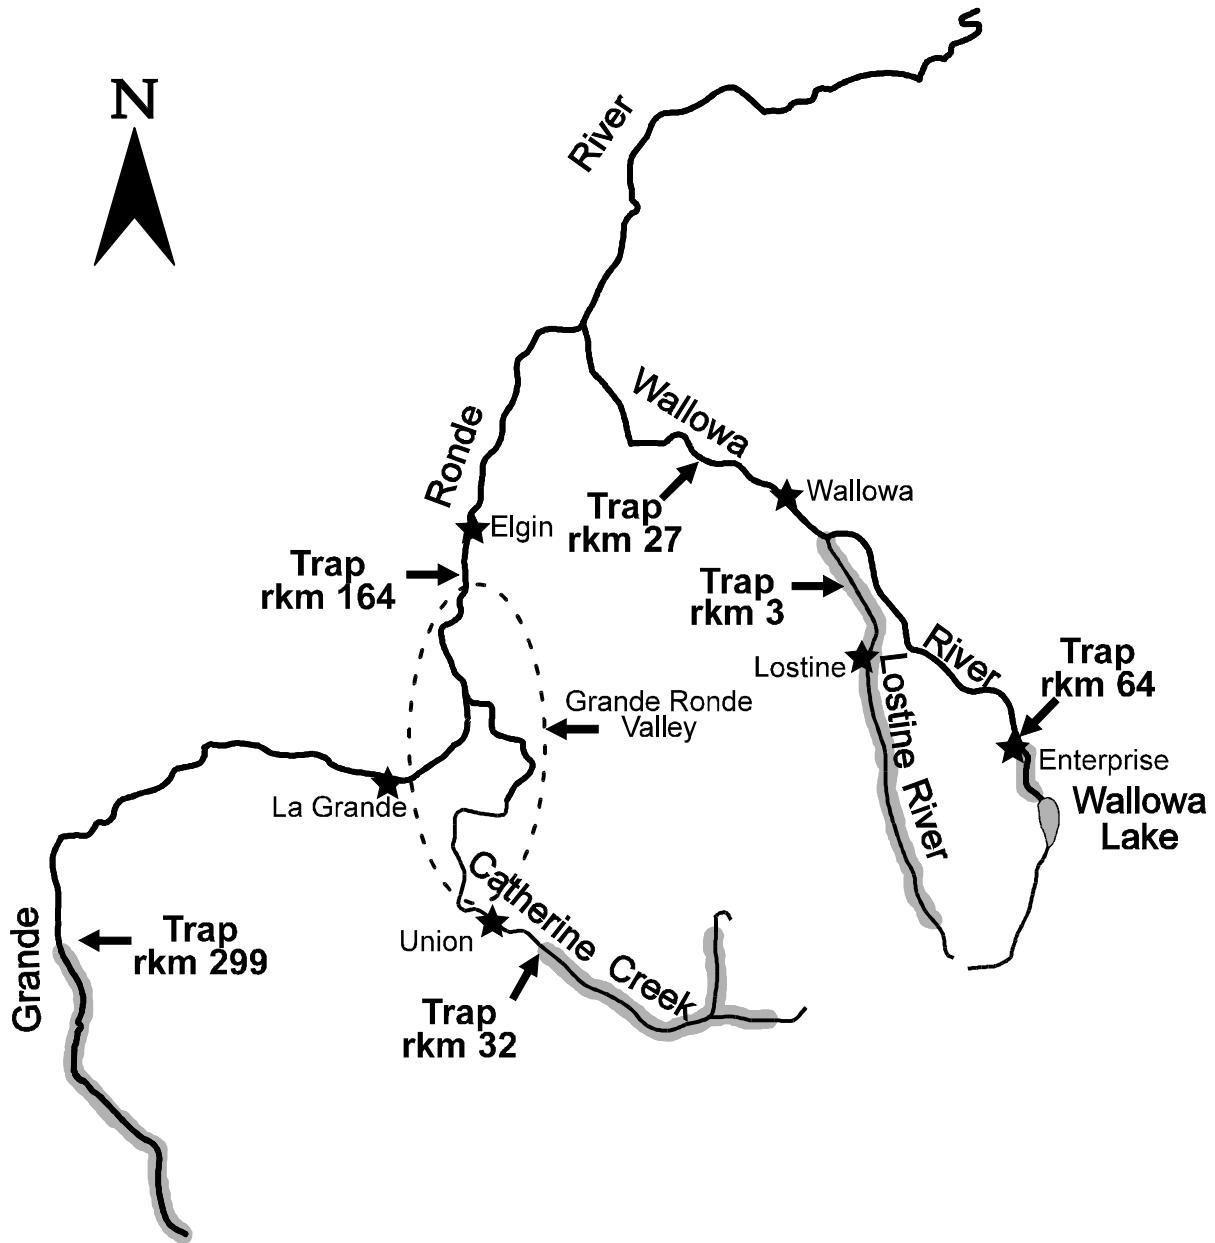 N
River
Wallowa
Ronde
Wallowa
Trap
rkm 27
Elgin
Trap
rkm 164
Trap
rkm 3
River
Trap
rkm 64
Lostine
Lostine River
Grande Ronde
Valley
Enterprise
La Grande
Wallowa
Lake
Catherine Creek
Grande
Trap
rkm 299
Union
Trap
rkm 32